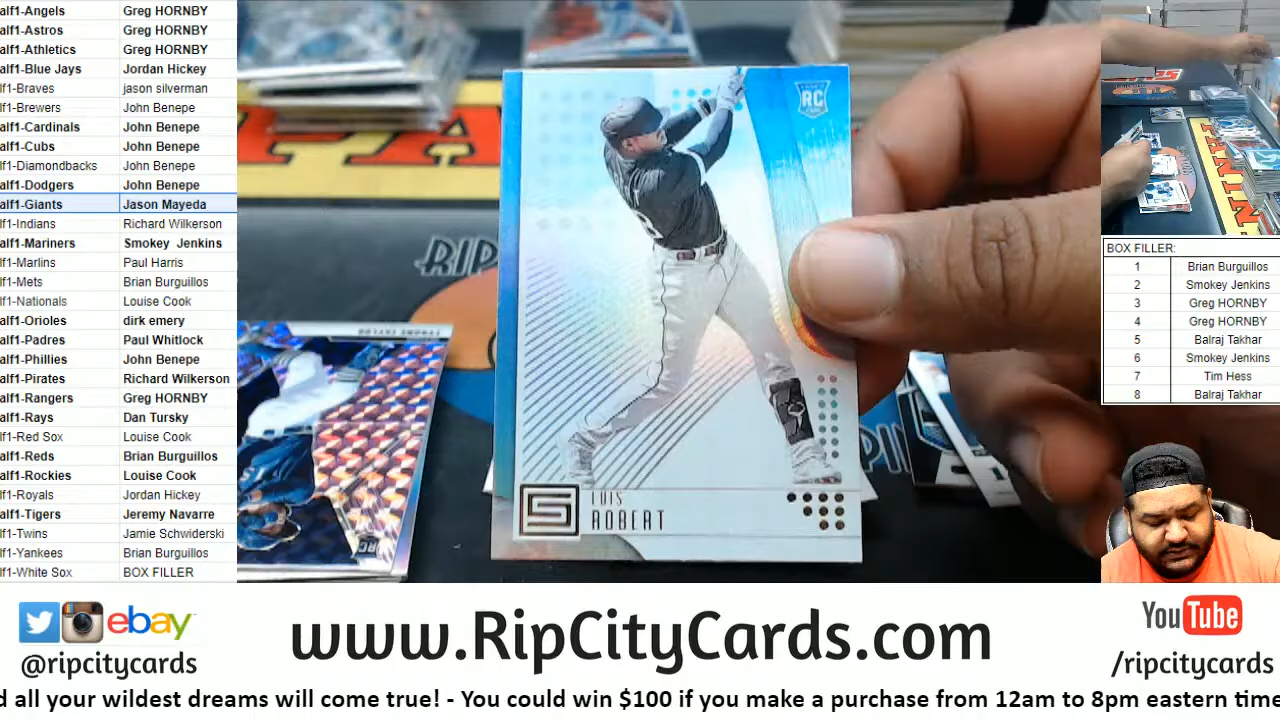 alf1-Angels Greg HORNBY
alf1-Astros Greg HORNBY
alf1-Athletics Greg HORNBY
alf1-Blue Jays Jordan Hickey
lf1-Braves jason silverman
lf1-Brewers John Benepe
alf1-Cardinals John Benepe
alf1-Cubs John Benepe
lf1-Diamondbacks John Benepe
alf1-Dodgers John Benepe
alf1-Giants Jason Mayeda
lf1-Indians Richard Wilkerson
alf1-Mariners Smokey Jenkins
lf1-Marlins Paul Harris
lf1-Mets Brian Burguillos
lf1-Nationals Louise Cook
alf1-Orioles dirk emery
alf1-Padres Paul Whitlock
alf1-Phillies John Benepe
alf1-Pirates Richard Wilkerson
alf1-Rangers Greg HORNBY
alf1-Rays Dan Tursky
lf1-Red Sox Louise Cook
alf1-Reds Brian Burguillos
alf1-Rockies Louise Cook
lf1-Royals Jordan Hickey
alf1-Tigers Jeremy Navarre
lf1-Twins Jamie Schwiderski
lf1-Yankees Brian Burguillos
lf1-White Sox BOX FILLER
RC
LUIS
ROBERT
RIP
RIP
TYRONE TAYLOR
RC
BOX FILLER:
1 Brian Burguillos
2 Smokey Jenkins
3 Greg HORNBY
4 Greg HORNBY
5 Balraj Takhar
6 Smokey Jenkins
7 Tim Hess
8 Balraj Takhar
ebay
@ripcitycards
www.RipCityCards.com
YouTube
/ripcitycards
d all your wildest dreams will come true! - You could win $100 if you make a purchase from 12am to 8pm eastern time